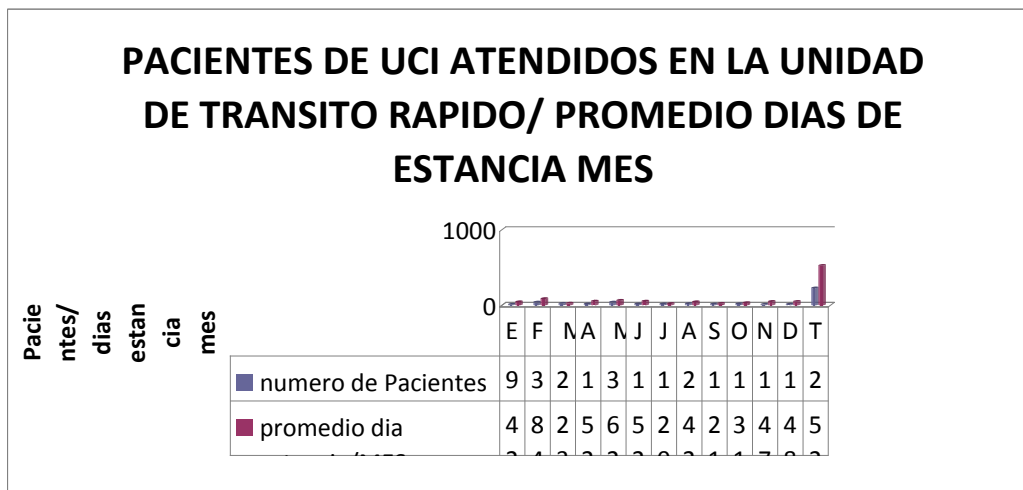 PACIENTES DE UCI ATENDIDOS EN LA UNIDAD
DE TRANSITO RAPIDO/ PROMEDIO DIAS DE
ESTANCIA MES
1000
0
Pacie
ntes/
dias
estan
cia
mes
E F M A M J J A S O N D T
numero de Pacientes 9 3 2 1 3 1 1 2 1 1 1 1 2
promedio dia 4 8 2 5 6 5 2 4 2 3 4 4 5